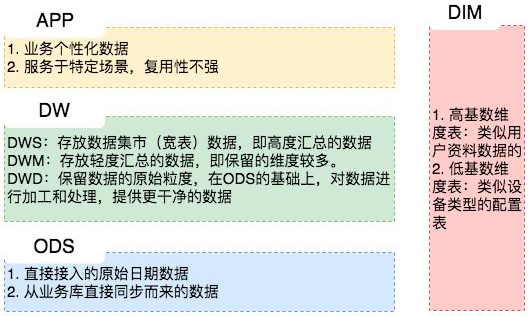 APP
1. 业务个性化数据
2. 服务于特定场景，复用性不强
DW
DWS：存放数据集市（宽表）数据，即高度汇总的数据
DWM：存放轻度汇总的数据，即保留的维度较多。
DWD：保留数据的原始粒度，在ODS的基础上，对数据进
行加工和处理，提供更干净的数据
ODS
1. 直接接入的原始日期数据
2. 从业务库直接同步而来的数据
DIM
1. 高基数维
度表：类似用
户资料数据的
2. 低基数维
度表：类似设
备类型的配置
表